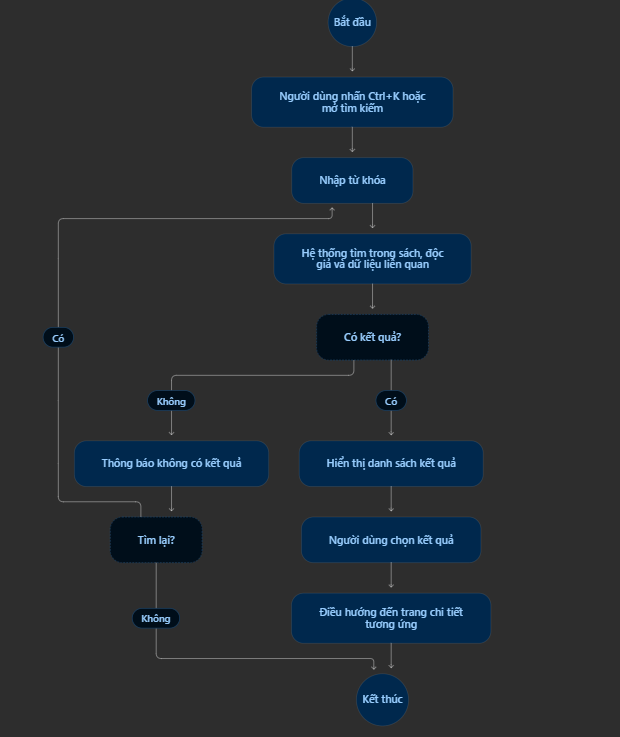 Bắt đầu
Người dùng nhấn Ctrl+K hoặc
mở tìm kiếm
Nhập từ khóa
Hệ thống tìm trong sách, độc
giả và dữ liệu liên quan
Có
Có kết quả?
Không
Có
Thông báo không có kết quả
Hiển thị danh sách kết quả
Tìm lại?
Người dùng chọn kết quả
Không
Điều hướng đến trang chi tiết
tương ứng
Kết thúc